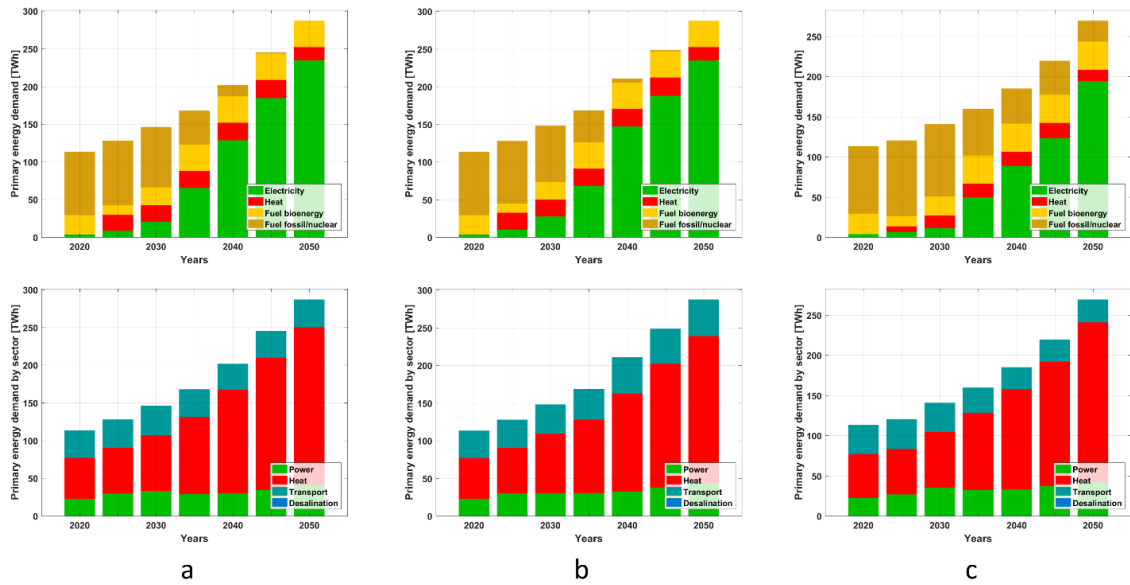 Primary energy demand [TWh]
300
250
200
150
100
50
0
2020 2030 2040 2050
Years
Electricity
Heat
Fuel bioenergy
Fuel fossil/nuclear
Primary energy demand [TWh]
300
250
200
150
100
50
0
2020 2030 2040 2050
Years
Electricity
Heat
Fuel bioenergy
Fuel fossil/nuclear
Primary energy demand [TWh]
250
200
150
100
50
0
2020 2030 2040 2050
Years
Electricity
Heat
Fuel bioenergy
Fuel fossil/nuclear
Primary energy demand by sector [TWh]
300
250
200
150
100
50
0
2020 2030 2040 2050
Years
Power
Heat
Transport
Desalination
Primary energy demand by sector [TWh]
300
250
200
150
100
50
0
2020 2030 2040 2050
Years
Power
Heat
Transport
Desalination
Primary energy demand by sector [TWh]
250
200
150
100
50
0
2020 2030 2040 2050
Years
Power
Heat
Transport
Desalination
a b c